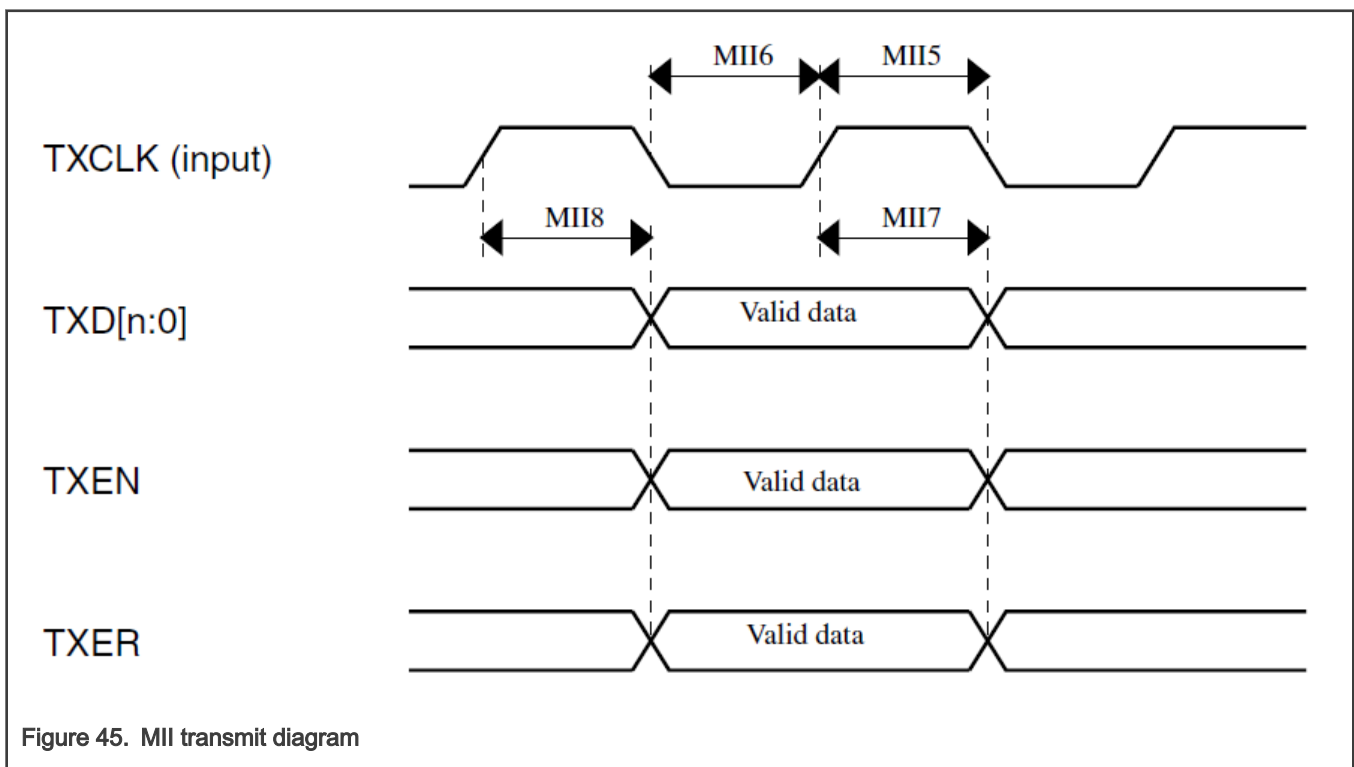 MII6 MII5
TXCLK (input)
MII8 MII7
TXD[n:0] Valid data
TXEN Valid data
TXER Valid data
Figure 45. MII transmit diagram